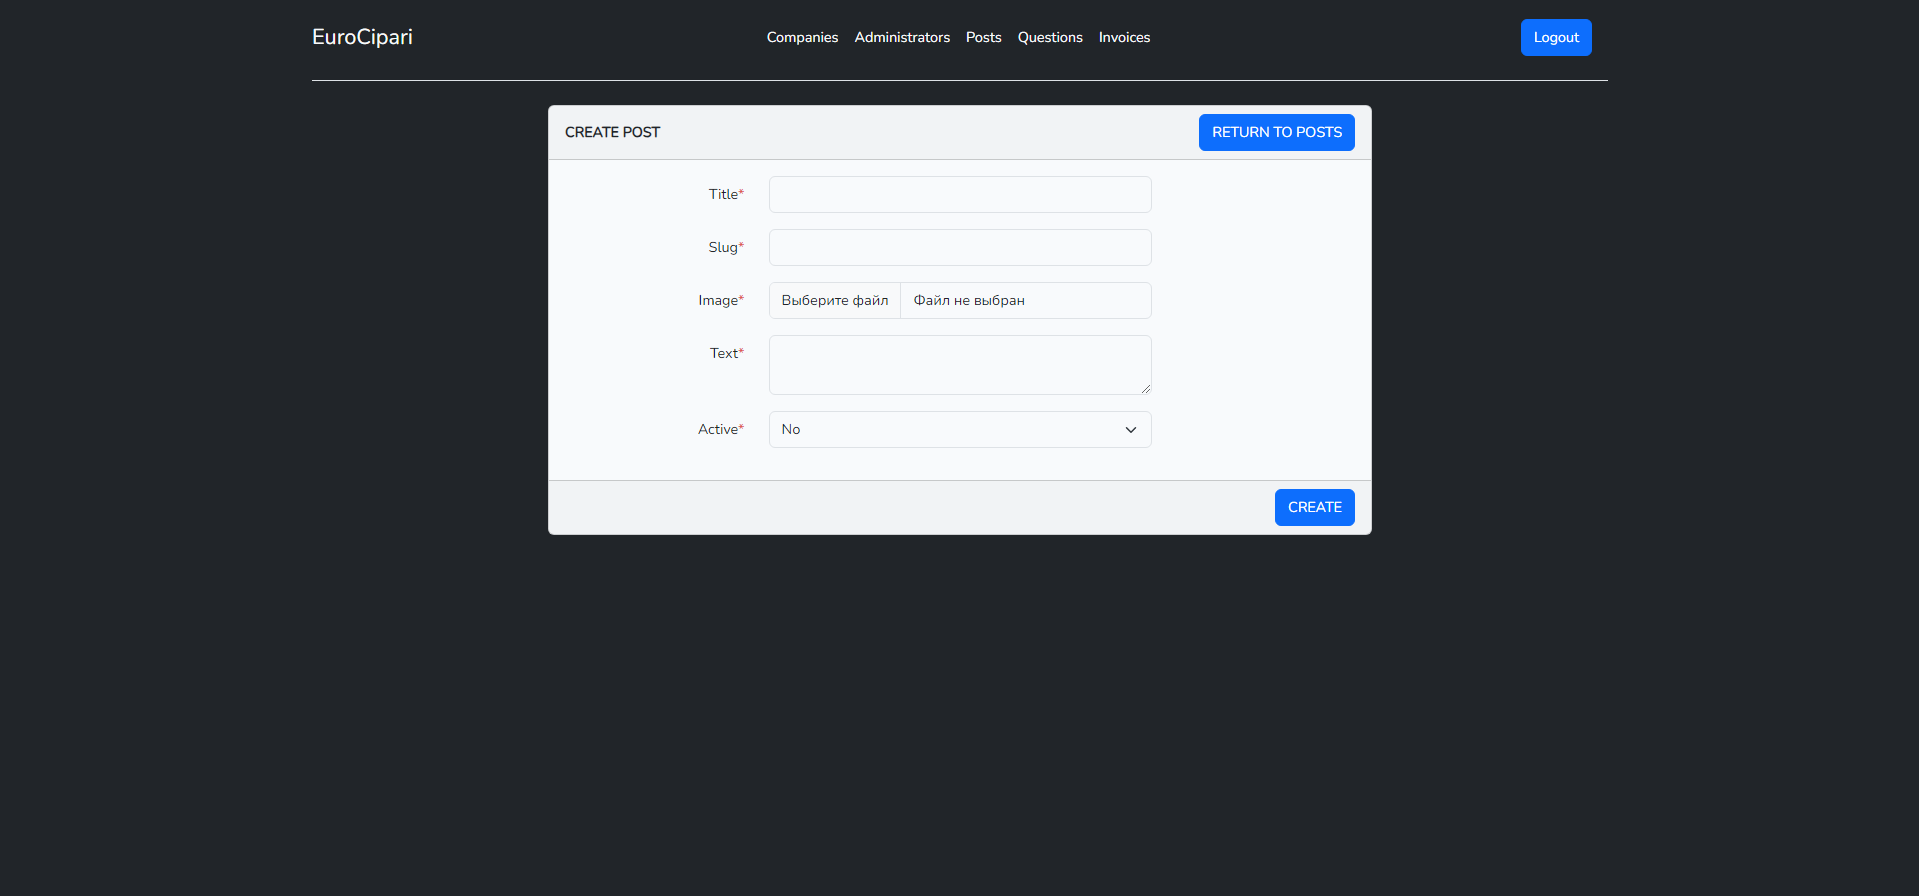 EuroCipari
Companies Administrators Posts Questions Invoices
Logout
CREATE POST
RETURN TO POSTS
Title*
Slug*
Image* Выберите файл Файл не выбран
Text*
Active* No
CREATE